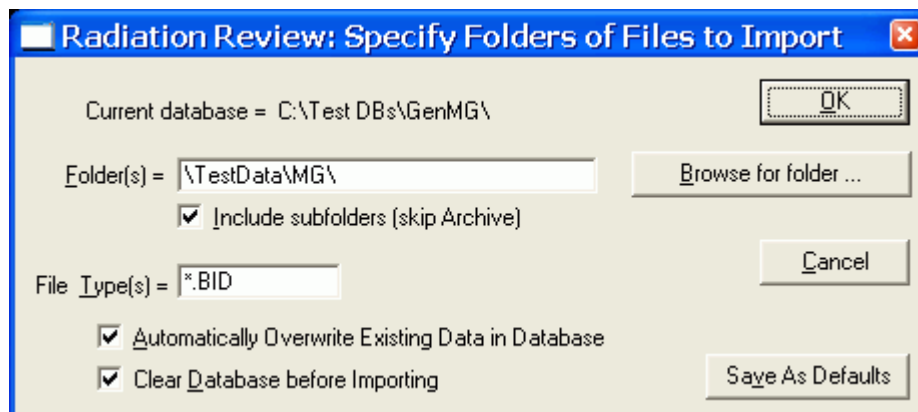 Radiation Review: Specify Folders of Files to Import
Current database = C:\Test DBs\GenMG\
OK
Folder(s) = \TestData\MG\
Browse for folder ...
Include subfolders (skip Archive)
Cancel
File Type(s) = *.BID
Automatically Overwrite Existing Data in Database
Clear Database before Importing
Save As Defaults